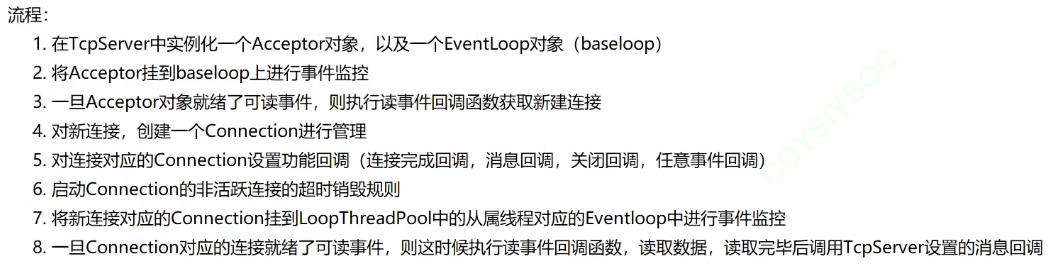 流程：
1. 在TcpServer中实例化一个Acceptor对象，以及一个EventLoop对象（baseloop）
2. 将Acceptor挂到baseloop上进行事件监控
3. 一旦Acceptor对象就绪了可读事件，则执行读事件回调函数获取新建连接
4. 对新连接，创建一个Connection进行管理
5. 对连接对应的Connection设置功能回调（连接完成回调，消息回调，关闭回调，任意事件回调）
6. 启动Connection的非活跃连接的超时销毁规则
7. 将新连接对应的Connection挂到LoopThreadPool中的从属线程对应的Eventloop中进行事件监控
8. 一旦Connection对应的连接就绪了可读事件，则这时候执行读事件回调函数，读取数据，读取完毕后调用TcpServer设置的消息回调